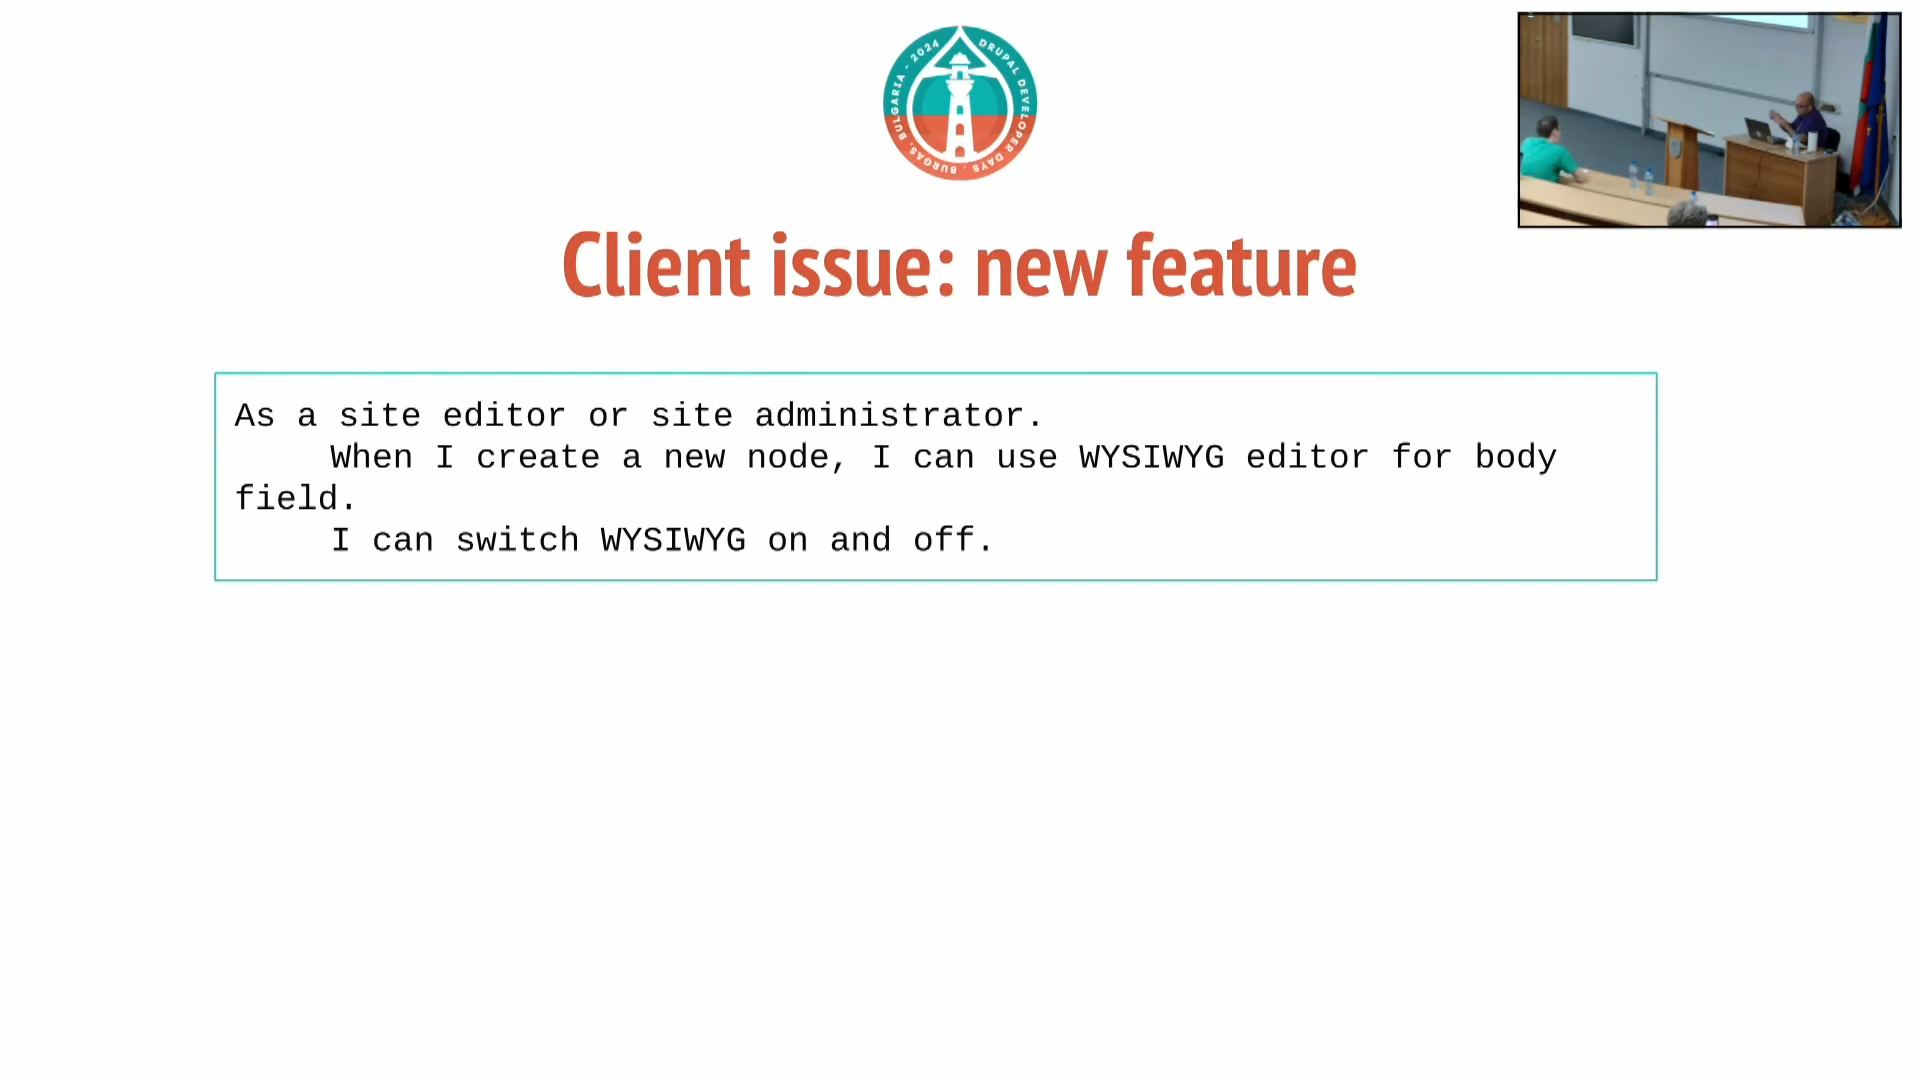 BURGAS, BULGARIA - 2024
DRUPAL DEVELOPER DAYS
Client issue: new feature
As a site editor or site administrator.
When I create a new node, I can use WYSIWYG editor for body
field.
I can switch WYSIWYG on and off.